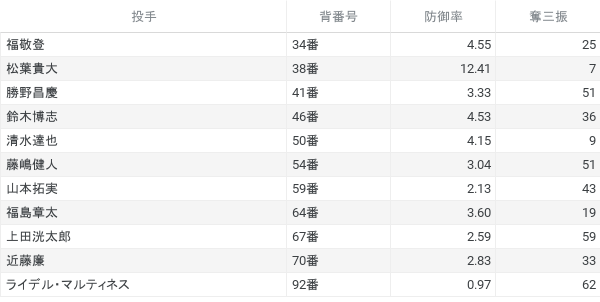 投手 背番号 防御率 奪三振
福敬登 34番 4.55 25
松葉貴大 38番 12.41 7
勝野昌慶 41番 3.33 51
鈴木博志 46番 4.53 36
清水達也 50番 4.15 9
藤嶋健人 54番 3.04 51
山本拓実 59番 2.13 43
福島章太 64番 3.60 19
上田洸太郎 67番 2.59 59
近藤廉 70番 2.83 33
ライデル・マルティネス 92番 0.97 62